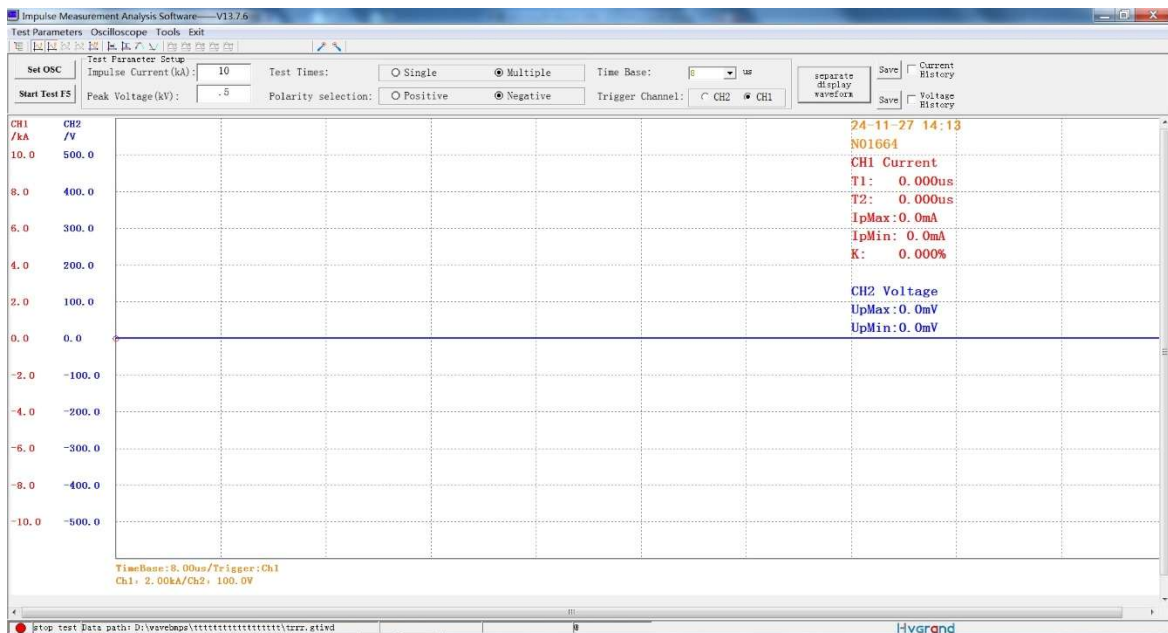 Impulse Measurement Analysis Software——V13.7.6
Test Parameters Oscilloscope Tools Exit
Test Parameter Setup
Set OSC
Impulse Current(kA): 10
Test Times: Single Multiple
Time Base: 8 us
separate display waveform
Save Current History
Start Test F5
Peak Voltage(kV): .5
Polarity selection: Positive Negative
Trigger Channel: CH2 CH1
Save Voltage History
CH1 CH2
/kA /V
24-11-27 14:13
NO1664
10.0 500.0
CH1 Current
T1: 0.000us
8.0 400.0
T2: 0.000us
IpMax:0.0mA
6.0 300.0
IpMin: 0.0mA
K: 0.000%
4.0 200.0
CH2 Voltage
2.0 100.0
UpMax:0.0mV
UpMin:0.0mV
0.0 0.0
-2.0 -100.0
-4.0 -200.0
-6.0 -300.0
-8.0 -400.0
-10.0 -500.0
TimeBase:8.00us/Trigger:Ch1
Ch1: 2.00kA/Ch2: 100.0V
stop test Data path: 
Hygrand